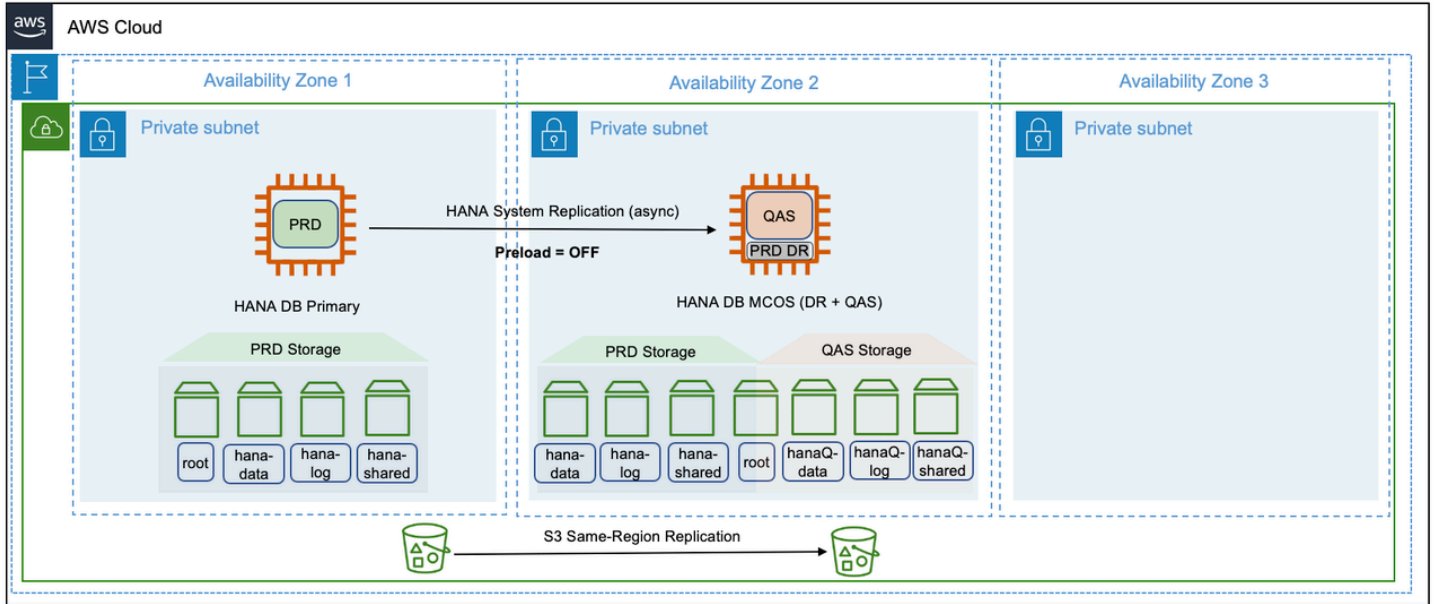 aws
AWS Cloud
Availability Zone 1
Availability Zone 2
Availability Zone 3
Private subnet
Private subnet
Private subnet
PRD
HANA System Replication (async)
Preload = OFF
QAS
PRD DR
HANA DB Primary
HANA DB MCOS (DR + QAS)
PRD Storage
PRD Storage
QAS Storage
root
hana-
data
hana-
log
hana-
shared
hana-
data
hana-
log
hana-
shared
root
hanaQ-
data
hanaQ-
log
hanaQ-
shared
S3 Same-Region Replication